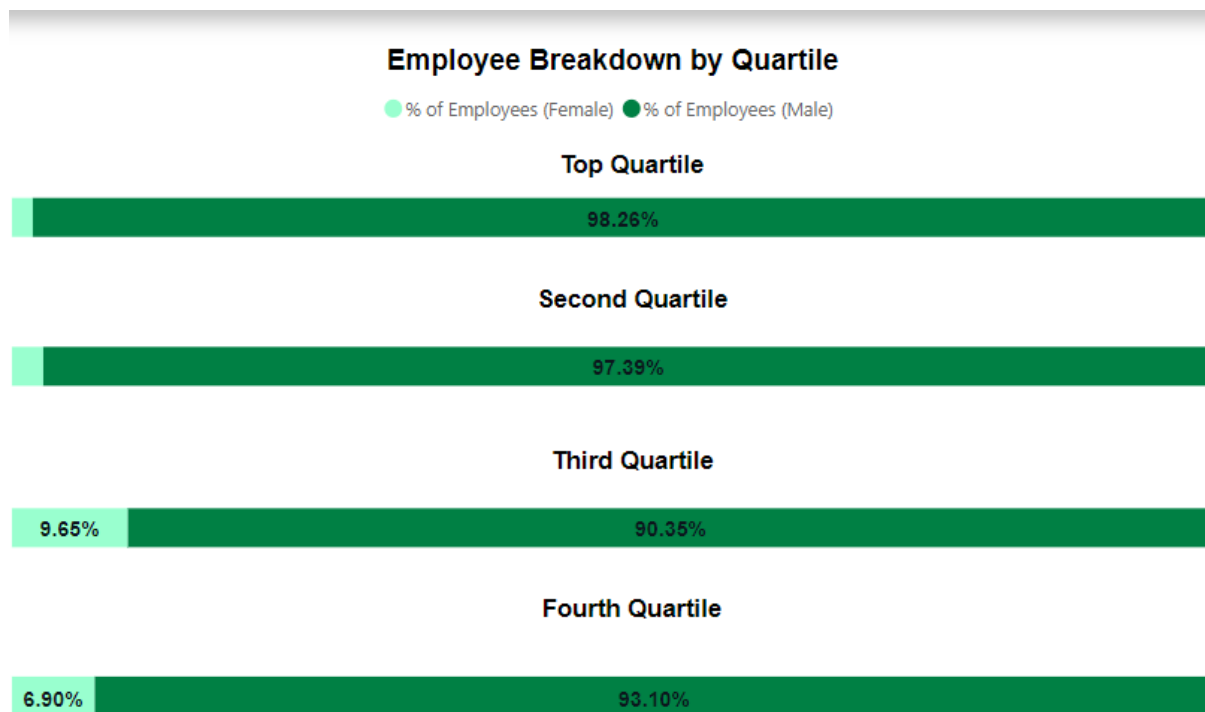 Employee Breakdown by Quartile
% of Employees (Female) % of Employees (Male)
Top Quartile
98.26%
Second Quartile
97.39%
Third Quartile
9.65% 90.35%
Fourth Quartile
6.90% 93.10%